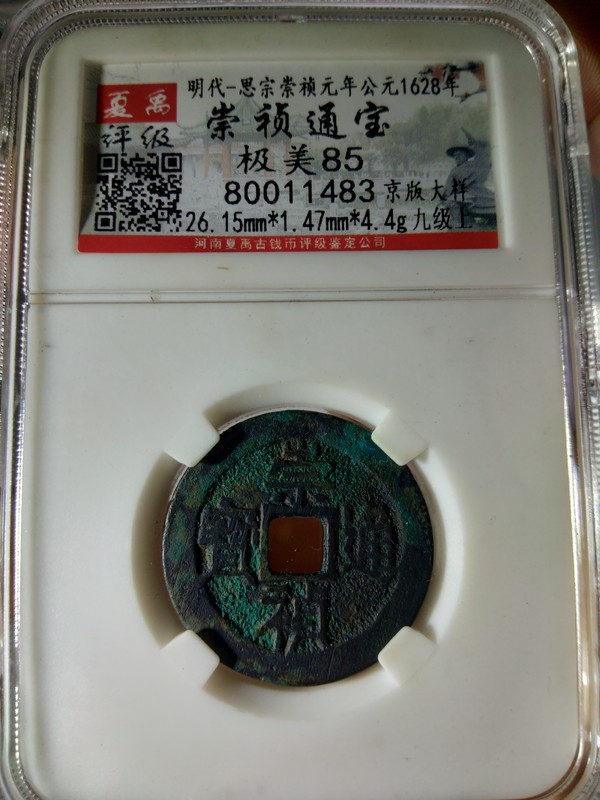 明代-思宗崇祯元年公元1628年
夏禹
评级
崇祯通宝
极美85
80011483 京版大样
26.15mm*1.47mm*4.4g 九级上
河南夏禹古钱币评级鉴定公司
崇
寶 通
禎